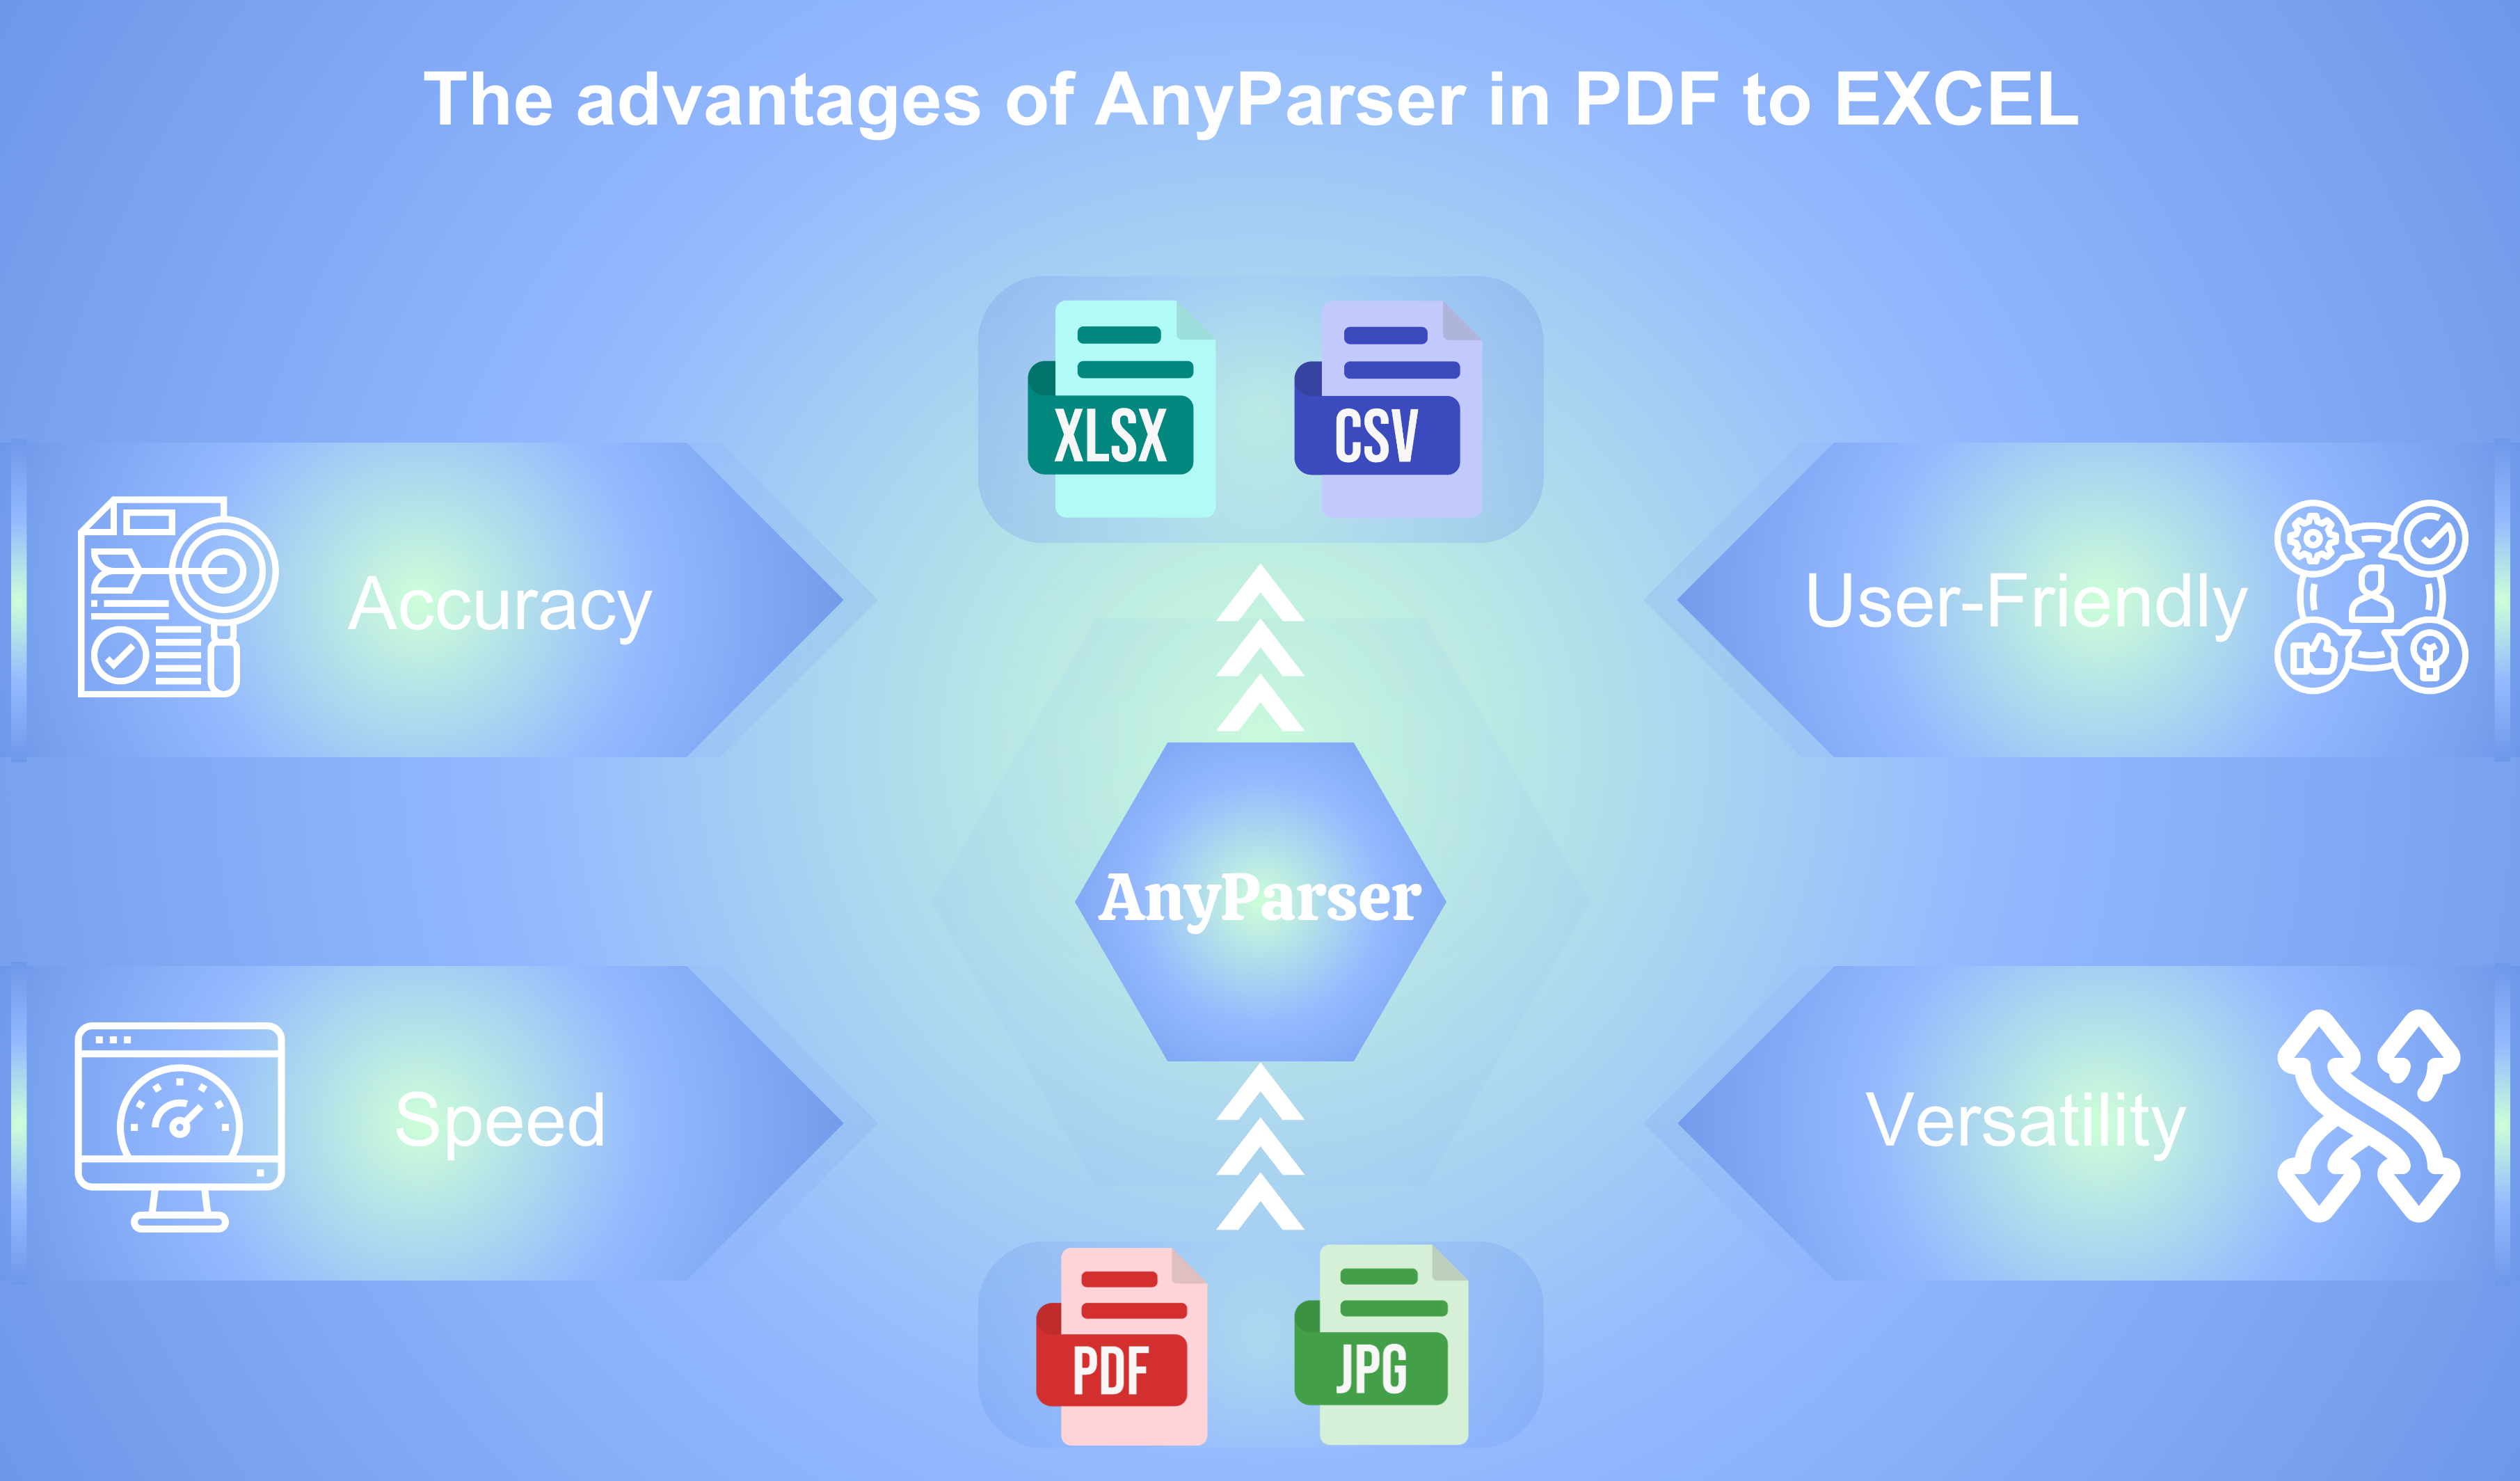 The advantages of AnyParser in PDF to EXCEL
XLSX
CSV
Accuracy
User-Friendly
AnyParser
Speed
Versatility
PDF
JPG